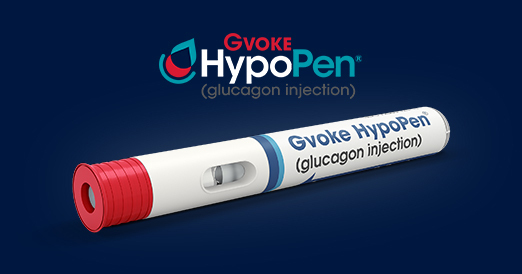 GVOKE
HypoPen®
(glucagon injection)
Gvoke HypoPen®
(glucagon injection)